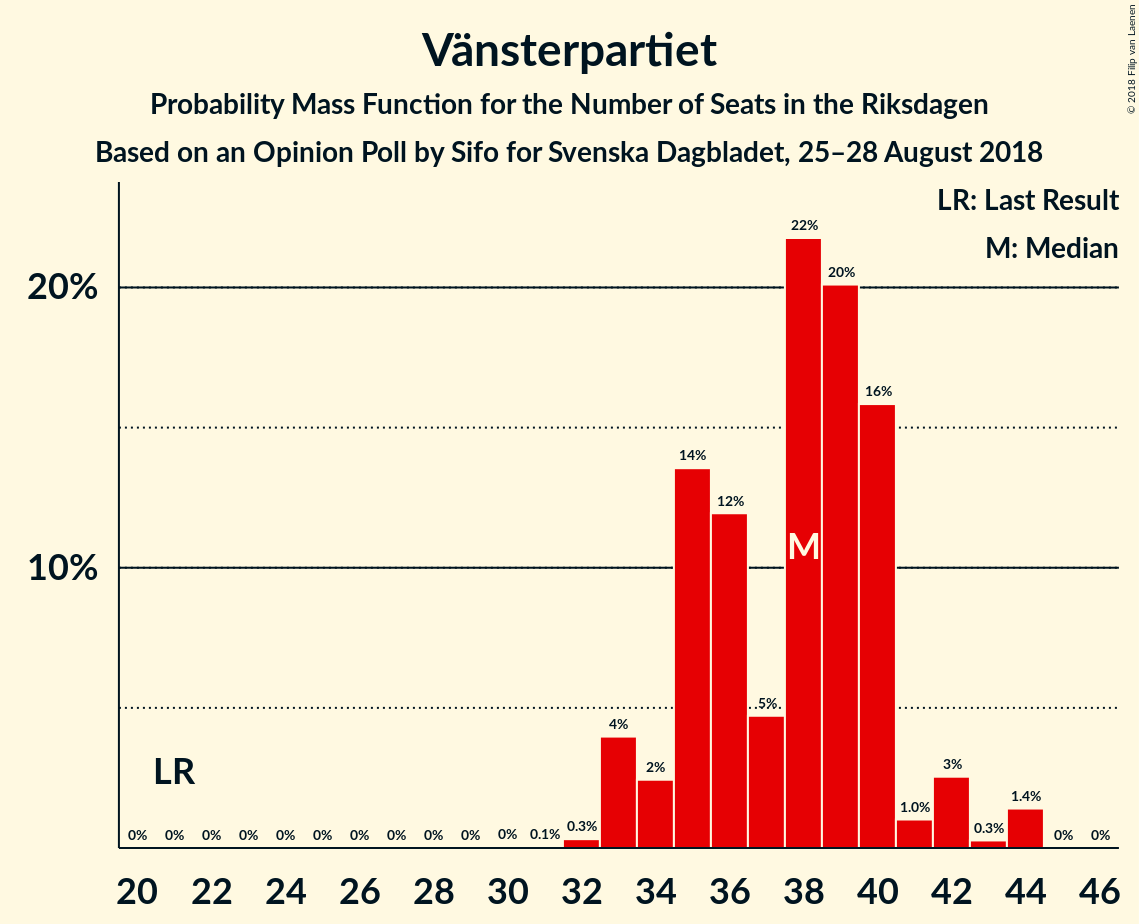 Vänsterpartiet
Probability Mass Function for the Number of Seats in the Riksdagen
Based on an Opinion Poll by Sifo for Svenska Dagbladet, 25–28 August 2018
© 2018 Filip van Laenen
LR: Last Result
M: Median
20%
10%
22%
20%
16%
14%
12%
M
5%
4%
2%
3%
1.4%
1.0%
0.3%
0.3%
0.1%
LR
0% 0% 0% 0% 0% 0% 0% 0% 0% 0% 0% 0% 0%
20 22 24 26 28 30 32 34 36 38 40 42 44 46